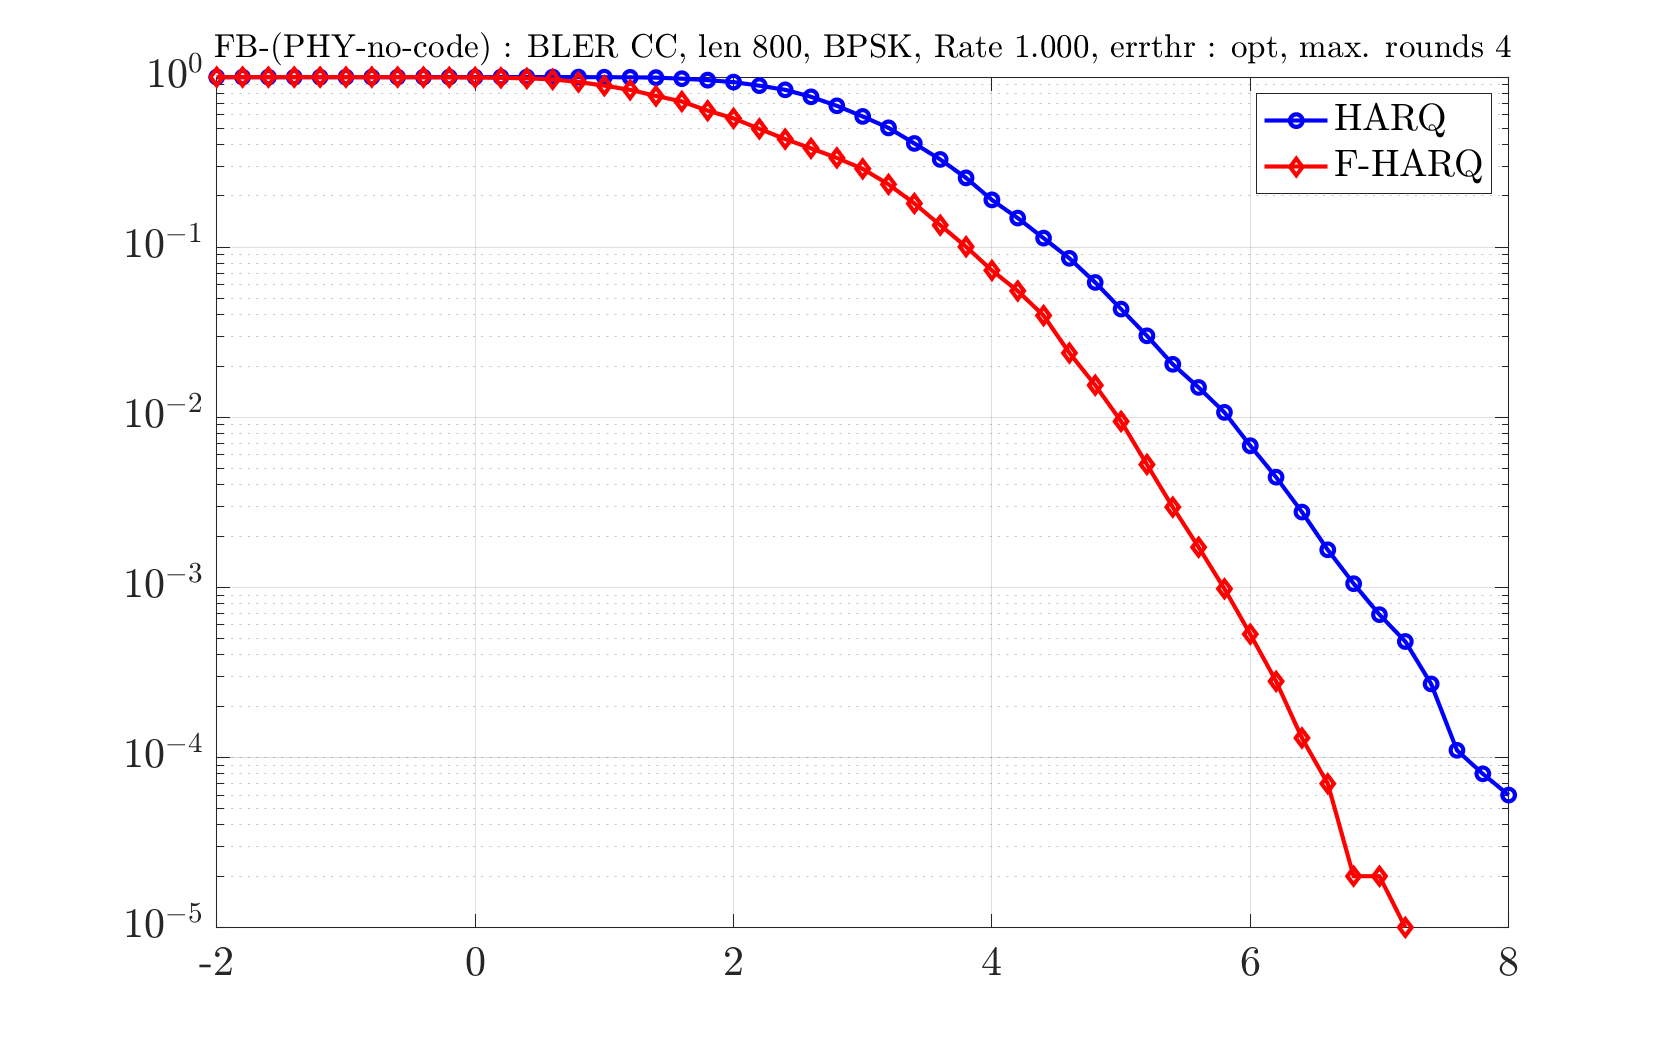 FB-(PHY-no-code) : BLER CC, len 800, BPSK, Rate 1.000, errthr : opt, max. rounds 4
10^0
HARQ
F-HARQ
10^−1
10^−2
10^−3
10^−4
10^−5
-2 0 2 4 6 8